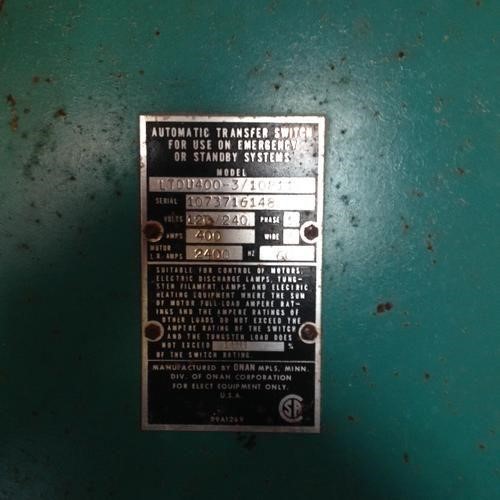 AUTOMATIC TRANSFER SWITCH
FOR USE ON EMERGENCY
OR STANDBY SYSTEMS
MODEL
SERIAL 1073716148
VOLTS 120/240 PHASE
AMPS 400 WIRE
MOTOR
L.R. AMPS 2400 HZ 60
SUITABLE FOR CONTROL OF MOTORS,
ELECTRIC DISCHARGE LAMPS, TUNG-
STEN FILAMENT LAMPS AND ELECTRIC
HEATING EQUIPMENT WHERE THE SUM
OF MOTOR FULL-LOAD AMPERE RAT-
INGS AND THE AMPERE RATINGS OF
OTHER LOADS DO NOT EXCEED THE
AMPERE RATING OF THE SWITCH
AND THE TUNGSTEN LOAD DOES
NOT EXCEED %
OF THE SWITCH RATING.
MANUFACTURED BY ONAN MPLS, MINN.
DIV. OF ONAN CORPORATION
FOR ELECT EQUIPMENT ONLY.
U.S.A.
99A1269